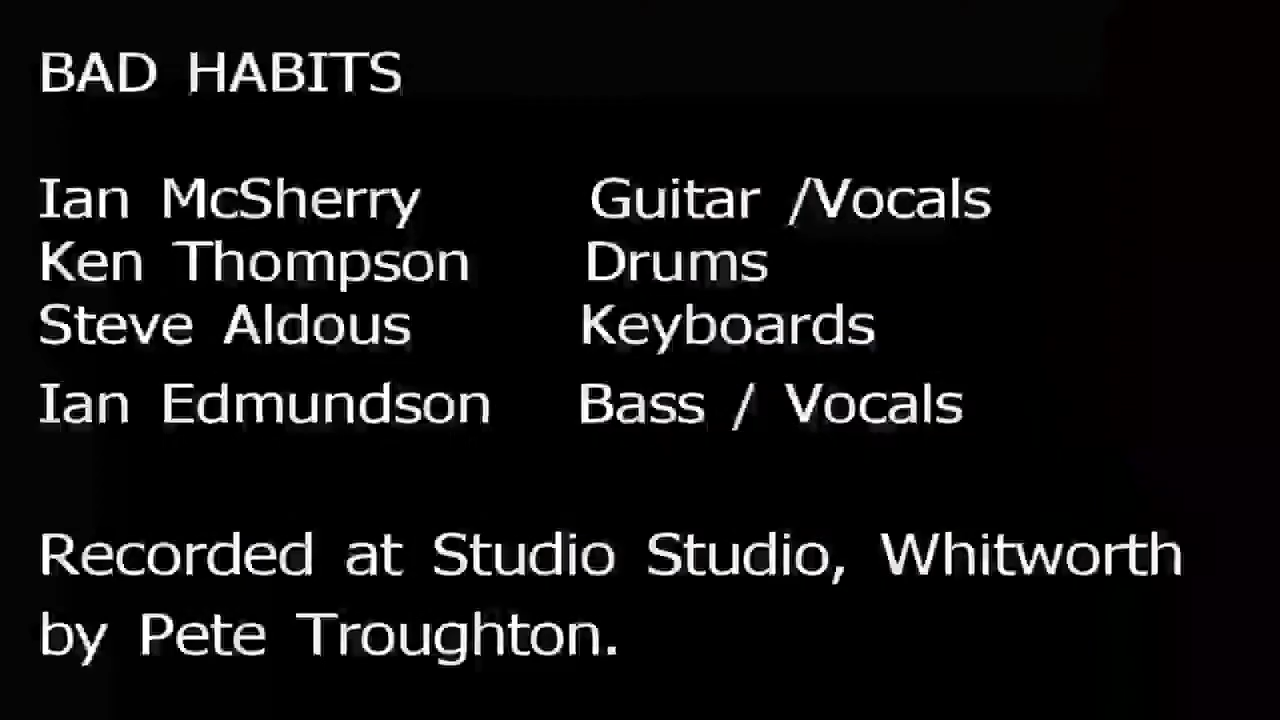 BAD HABITS
Ian McSherry Guitar /Vocals
Ken Thompson Drums
Steve Aldous Keyboards
Ian Edmundson Bass / Vocals
Recorded at Studio Studio, Whitworth
by Pete Troughton.